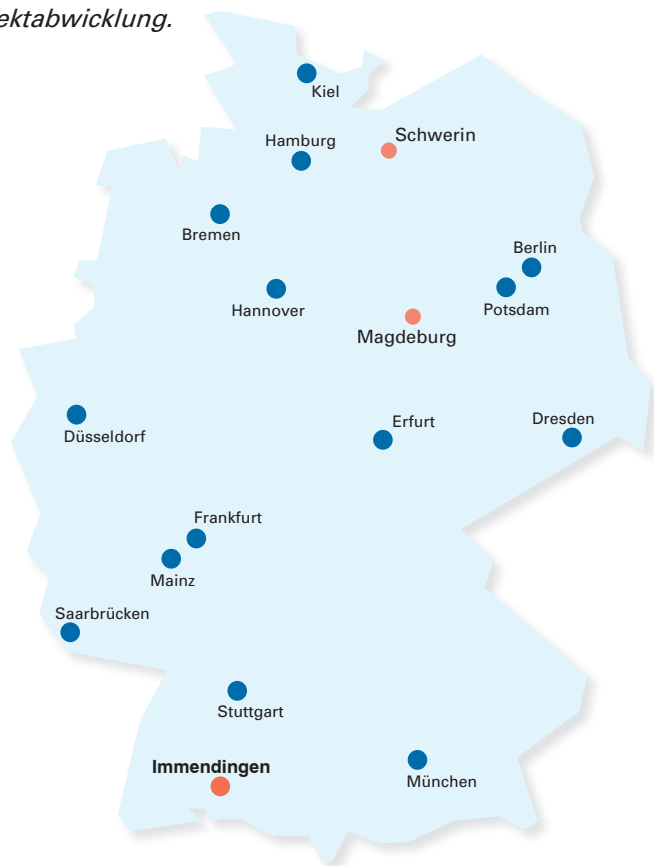 ektabwicklung.
Kiel
Hamburg
Schwerin
Bremen
Berlin
Hannover
Potsdam
Magdeburg
Düsseldorf
Erfurt
Dresden
Frankfurt
Mainz
Saarbrücken
Stuttgart
Immendingen
München